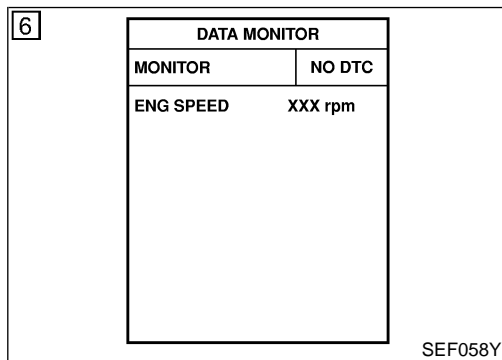 6
DATA MONITOR
MONITOR NO DTC
ENG SPEED XXX rpm
SEF058Y